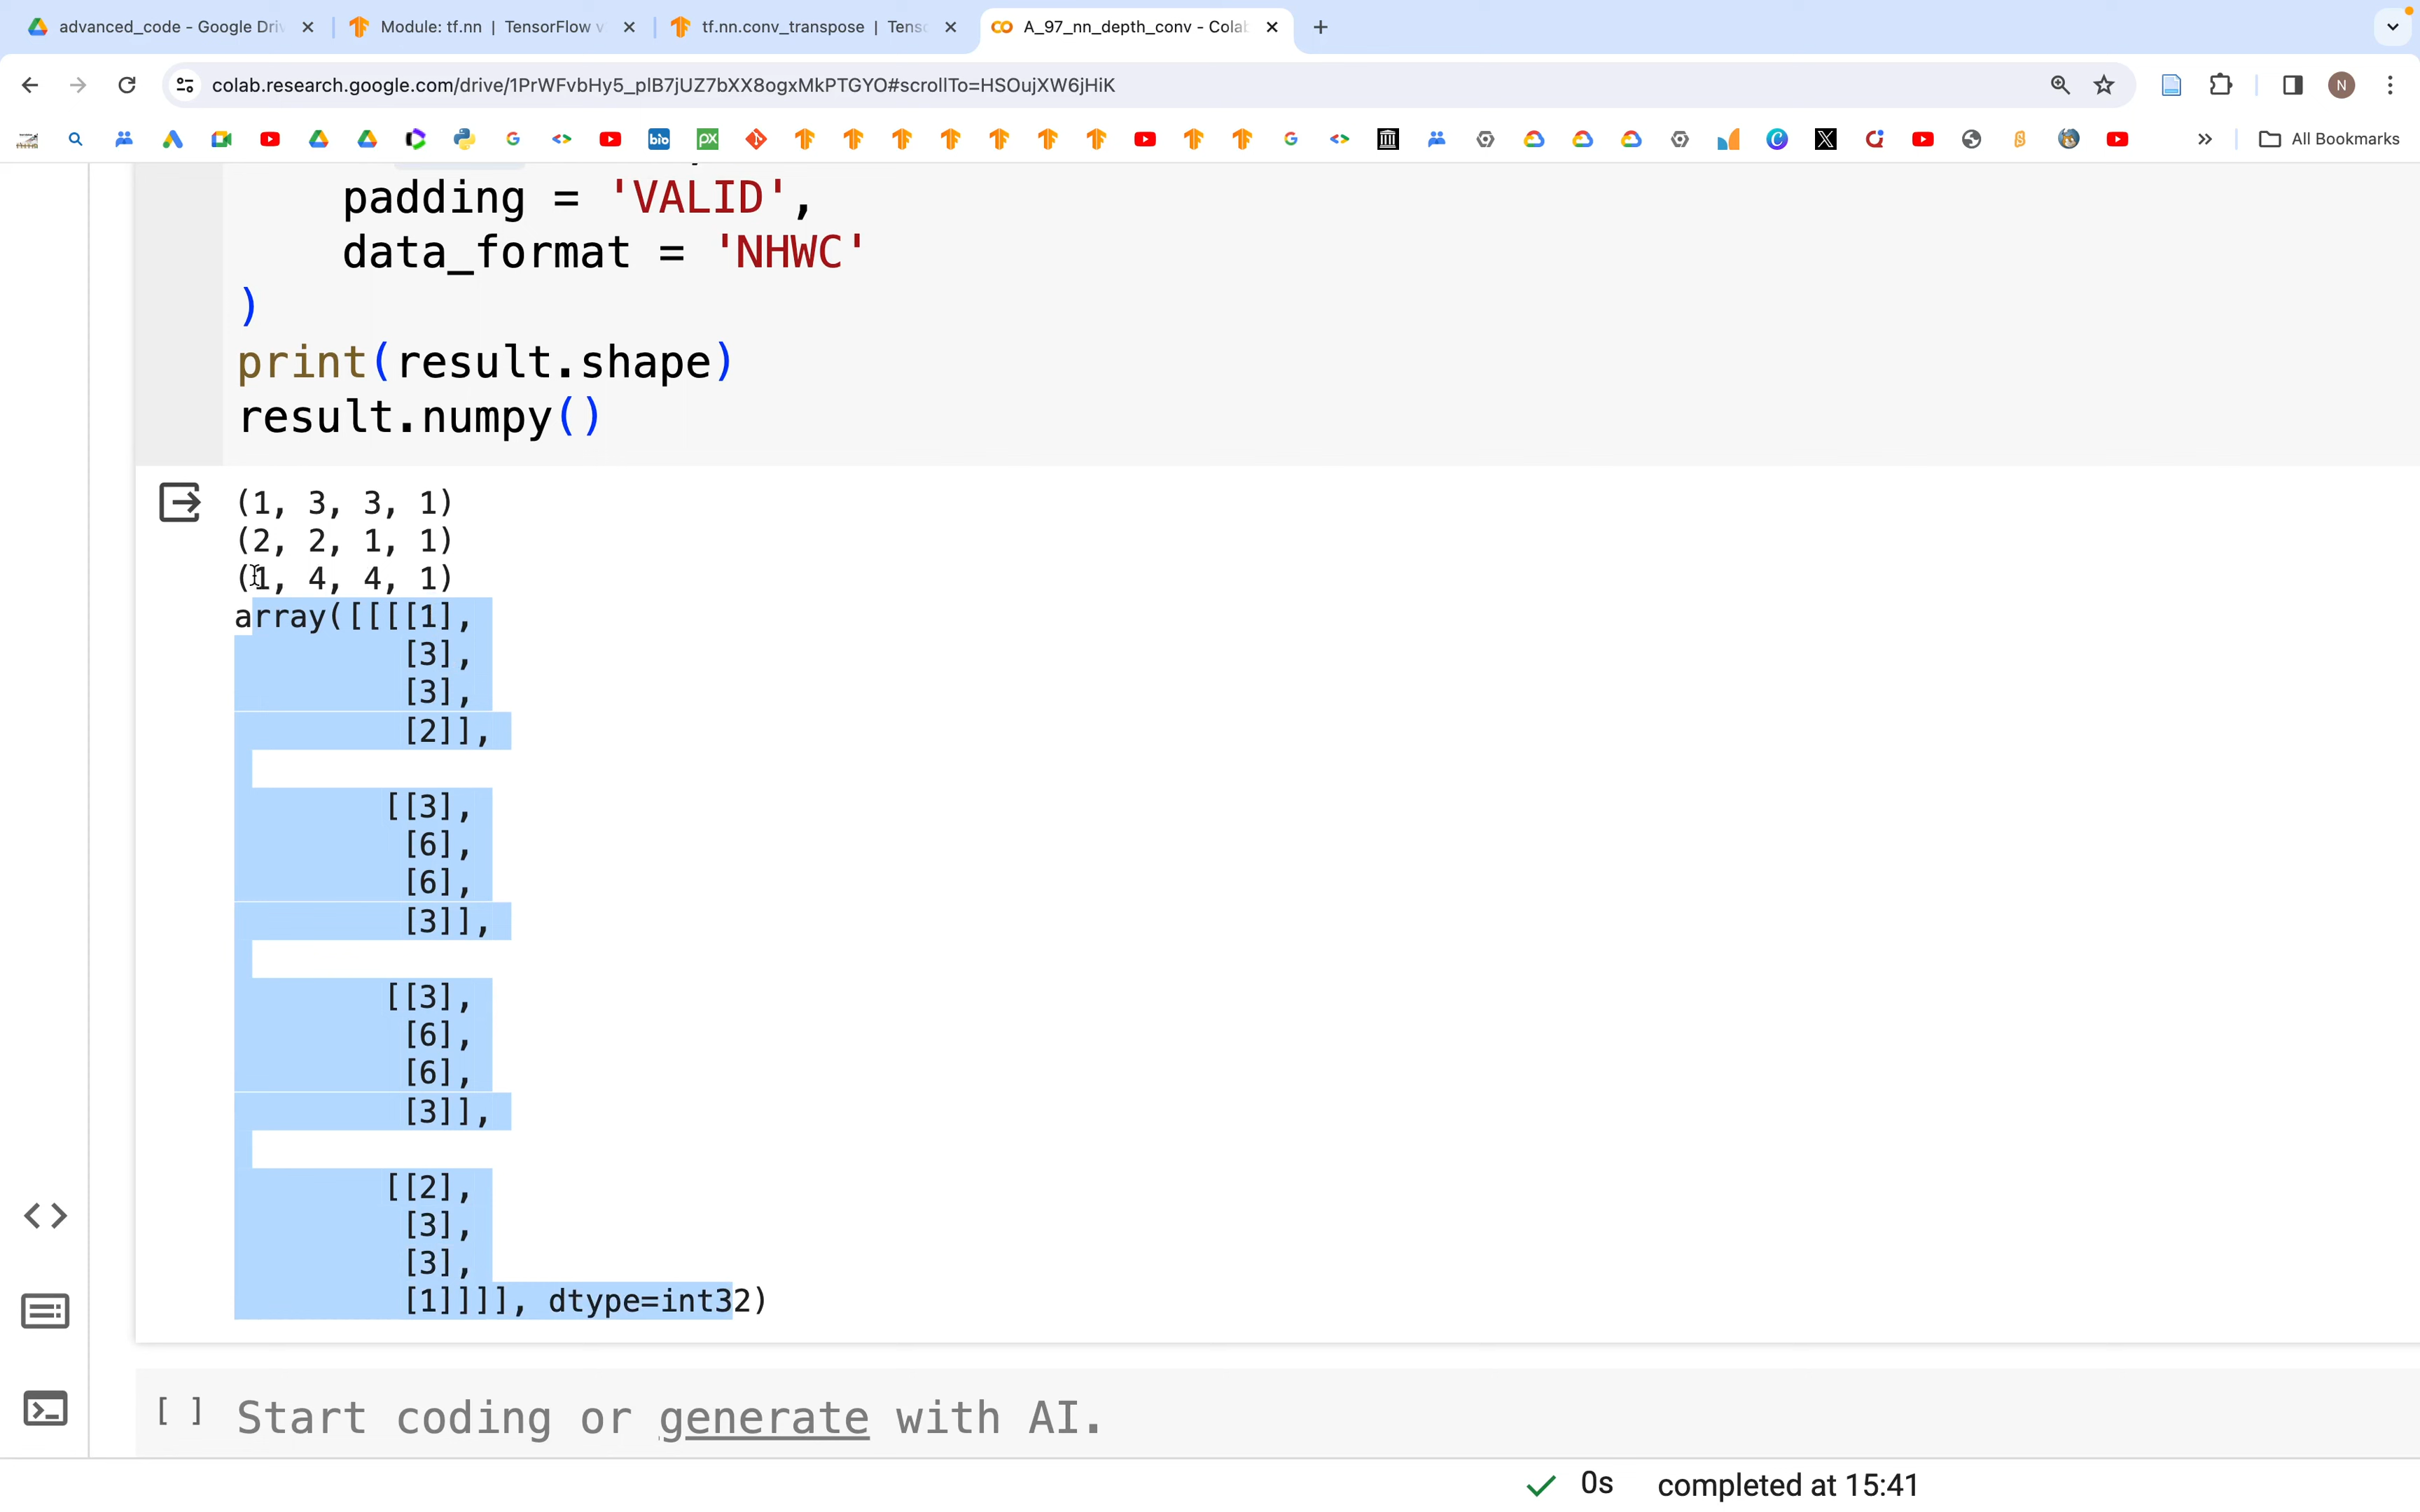 advanced_code - Google Driv
Module: tf.nn | TensorFlow v
tf.nn.conv_transpose | Tens
A_97_nn_depth_conv - Colab
colab.research.google.com/drive/1PrWFvbHy5_plB7jUZ7bXX8ogxMkPTGYO#scrollTo=HSOujXW6jHiK
N
bio
PX
All Bookmarks
padding = 'VALID',
data_format = 'NHWC'
)
print(result.shape)
result.numpy()
(1, 3, 3, 1)
(2, 2, 1, 1)
(1, 4, 4, 1)
array([[[[1],
[3],
[3],
[2]],
[[3],
[6],
[6],
[3]],
[[3],
[6],
[6],
[3]],
[[2],
[3],
[3],
[1]]]], dtype=int32)
[ ] Start coding or generate with AI.
0s completed at 15:41